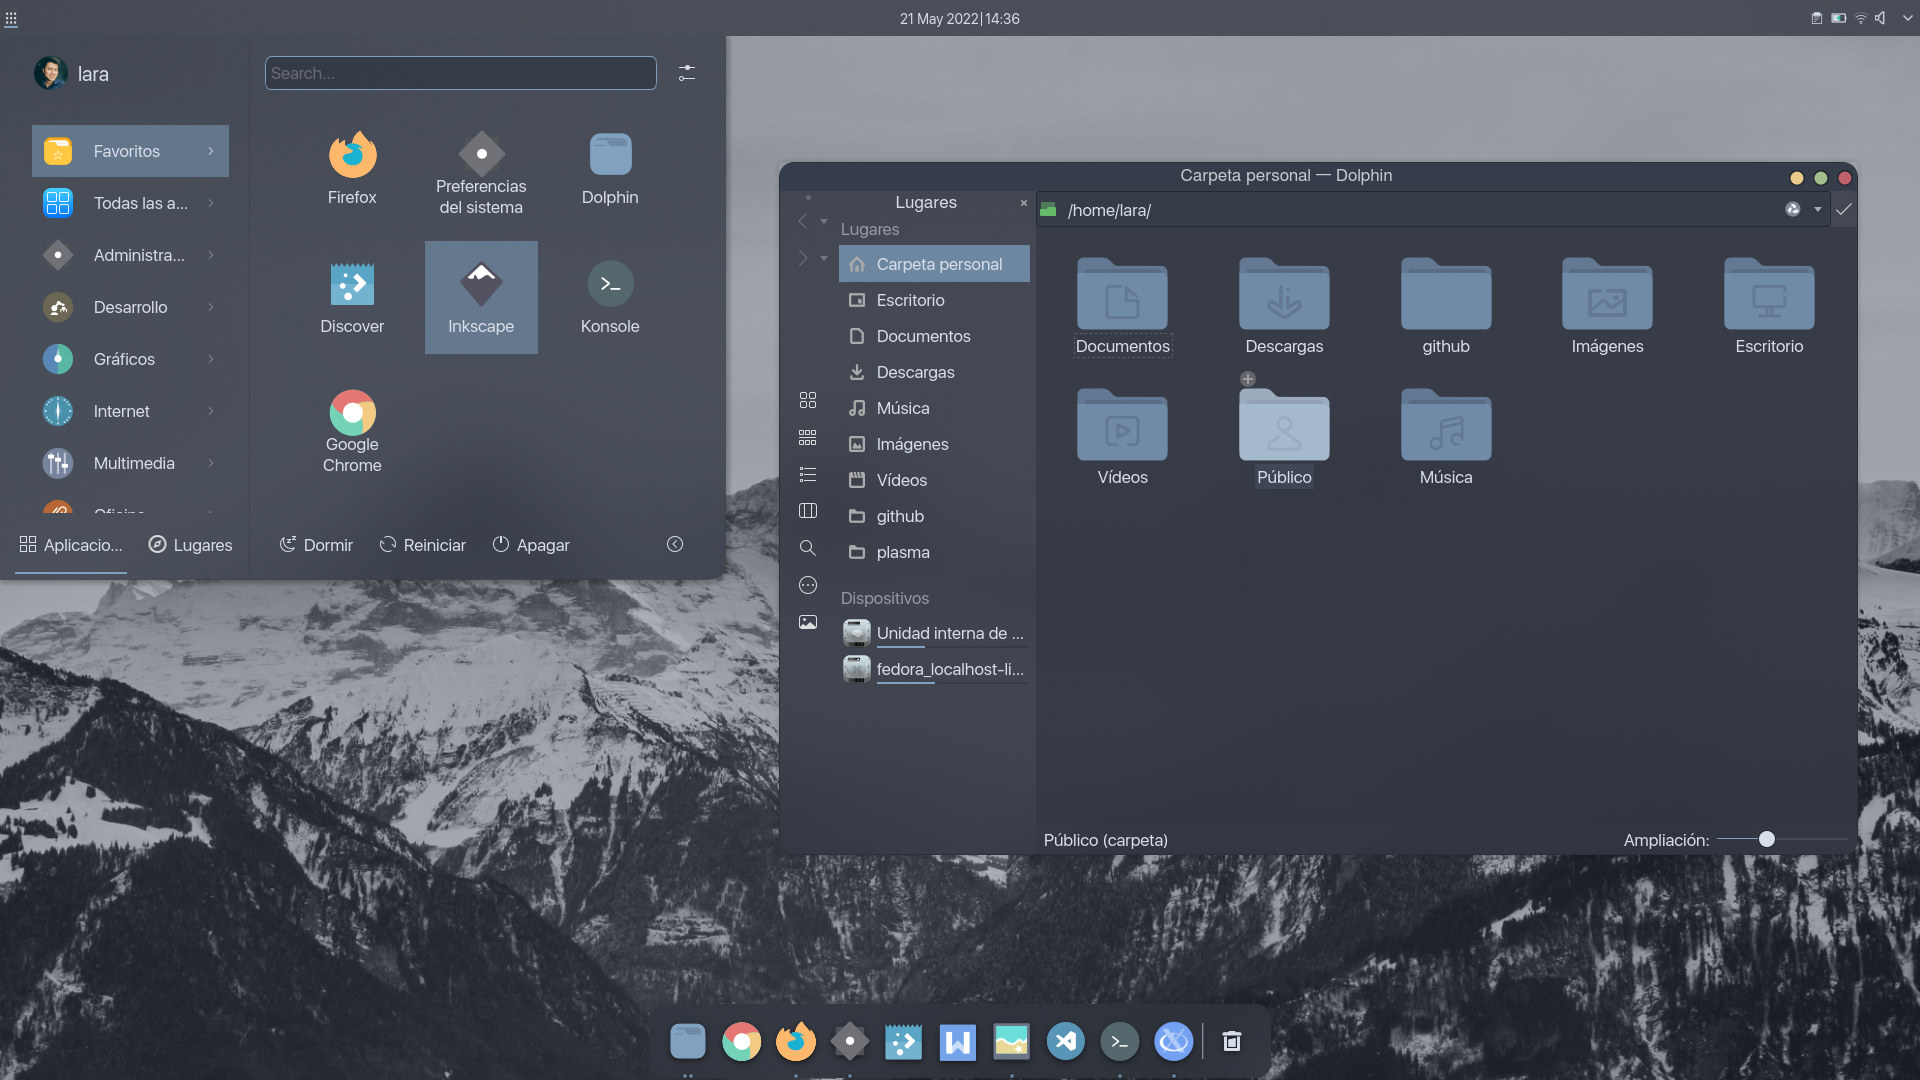 21 May 2022|14:36
lara
Search...
Favoritos
Todas las a...
Administra...
Desarrollo
Gráficos
Internet
Multimedia
Oficina
Aplicacio...
Lugares
Firefox
Preferencias
del sistema
Dolphin
Discover
Inkscape
Konsole
Google
Chrome
Dormir
Reiniciar
Apagar
Carpeta personal — Dolphin
Lugares
/home/lara/
Lugares
Carpeta personal
Escritorio
Documentos
Descargas
Música
Imágenes
Vídeos
github
plasma
Dispositivos
Unidad interna de ...
fedora_localhost-li...
Documentos
Descargas
github
Imágenes
Escritorio
Vídeos
Público
Música
Público (carpeta)
Ampliación: